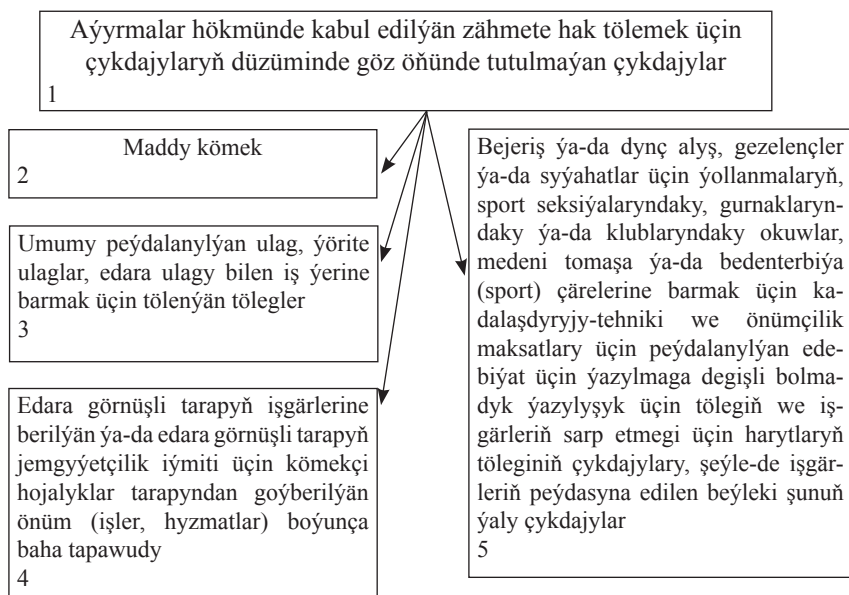 Aýyrmalar hökmünde kabul edilýän zähmete hak tölemek üçin
çykdajylaryň düzüminde göz öňünde tutulmaýan çykdajylar
1
Maddy kömek
2
Umumy peýdalanylýan ulag, ýörite
ulaglar, edara ulagy bilen iş ýerine
barmak üçin tölenýän tölegler
3
Edara görnüşli tarapyň işgärlerine
berilýän ýa-da edara görnüşli tarapyň
jemgyýetçilik iýmiti üçin kömekçi
hojalyklar tarapyndan goýberilýän
önüm (işler, hyzmatlar) boýunça
baha tapawudy
4
Bejeriş ýa-da dynç alyş, gezelençler
ýa-da syýahatlar üçin ýollanmalaryň,
sport seksiýalaryndaky, gurnaklaryn-
daky ýa-da klublaryndaky okuwlar,
medeni tomaşa ýa-da bedenterbiýa
(sport) çärelerine barmak üçin ka-
dalaşdyryjy-tehniki we önümçilik
maksatlary üçin peýdalanylýan ede-
biýat üçin ýazylmaga degişli bolma-
dyk ýazylyşyk üçin tölegiň we iş-
gärleriň sarp etmegi üçin harytlaryň
töleginiň çykdajylary, şeýle-de işgär-
leriň peýdasyna edilen beýleki şunuň
ýaly çykdajylar
5